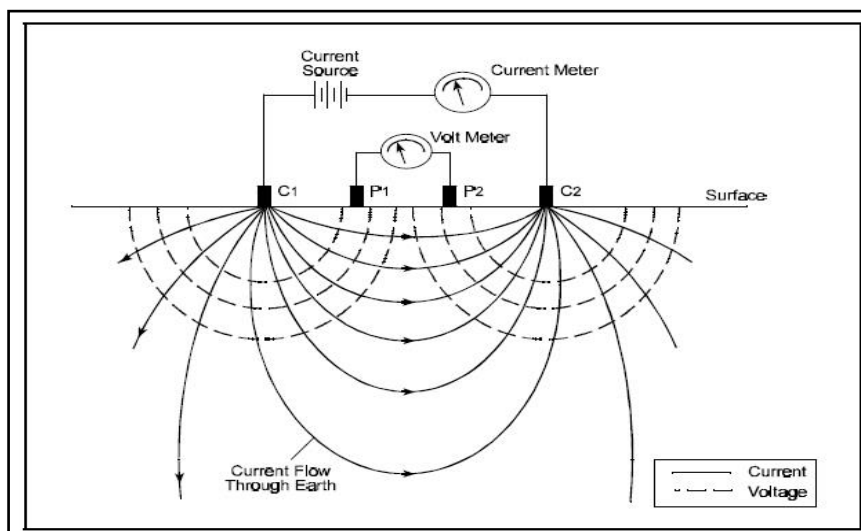 Current
Source
Current Meter
Volt Meter
C1
P1
P2
C2
Surface
Current Flow
Through Earth
Current
Voltage